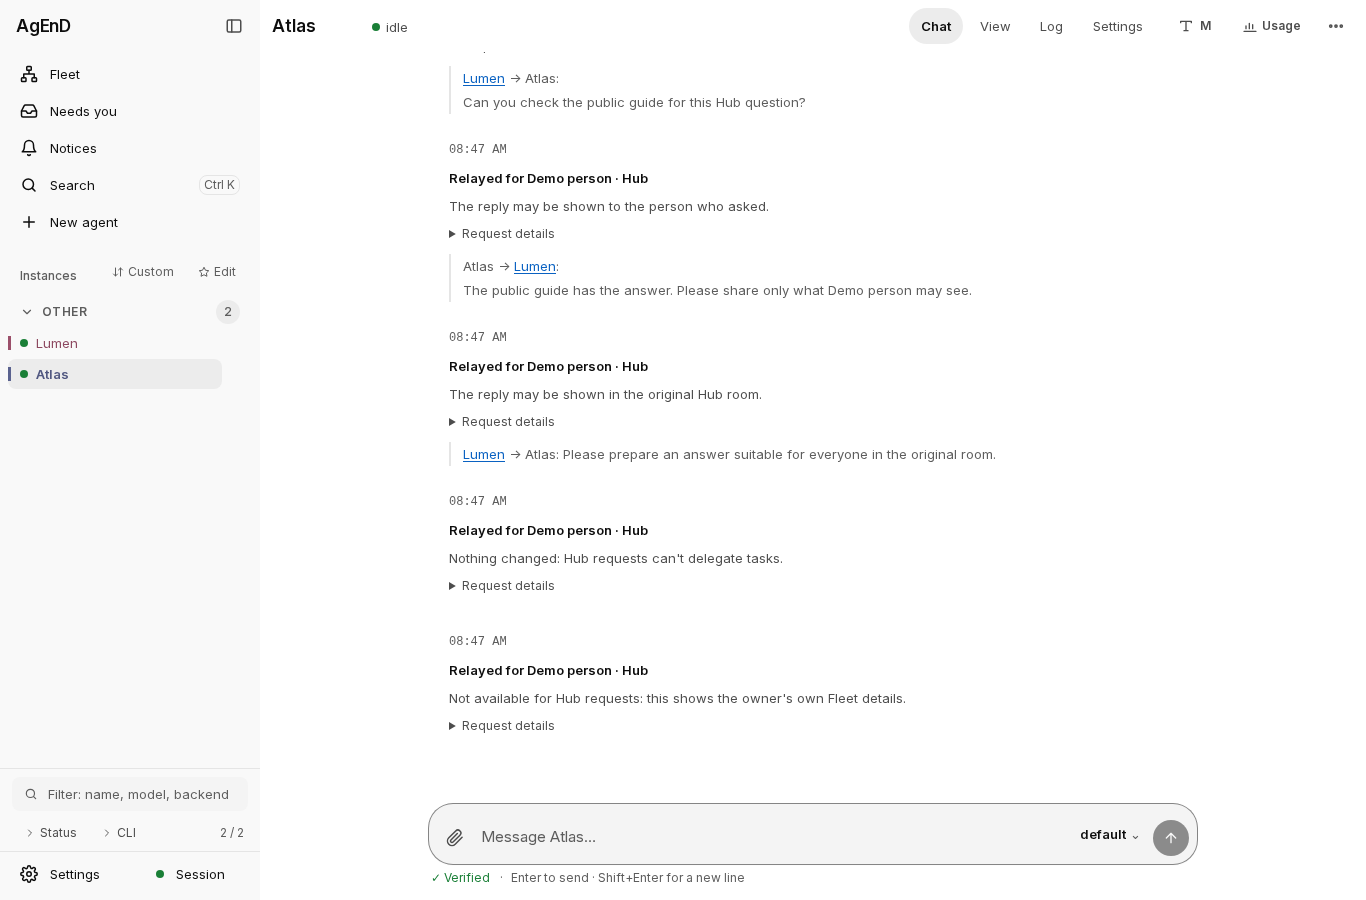 AgEnD
Fleet
Needs you
Notices
Search
Ctrl K
New agent
Instances
Custom
Edit
OTHER
2
Lumen
Atlas
Filter: name, model, backend
Status
CLI
2 / 2
Settings
Session
Atlas
idle
Chat
View
Log
Settings
M
Usage
Lumen → Atlas:
Can you check the public guide for this Hub question?
08:47 AM
Relayed for Demo person · Hub
The reply may be shown to the person who asked.
Request details
Atlas → Lumen:
The public guide has the answer. Please share only what Demo person may see.
08:47 AM
Relayed for Demo person · Hub
The reply may be shown in the original Hub room.
Request details
Lumen → Atlas: Please prepare an answer suitable for everyone in the original room.
08:47 AM
Relayed for Demo person · Hub
Nothing changed: Hub requests can't delegate tasks.
Request details
08:47 AM
Relayed for Demo person · Hub
Not available for Hub requests: this shows the owner's own Fleet details.
Request details
Message Atlas...
default
✓ Verified · Enter to send · Shift+Enter for a new line